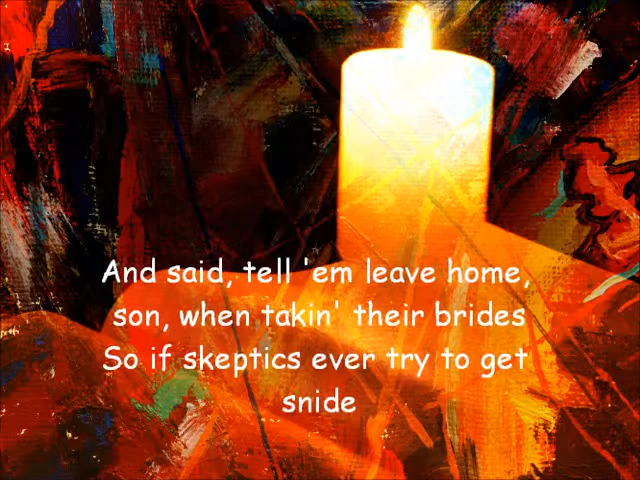 And said, tell 'em leave home,
son, when takin' their brides
So if skeptics ever try to get
snide